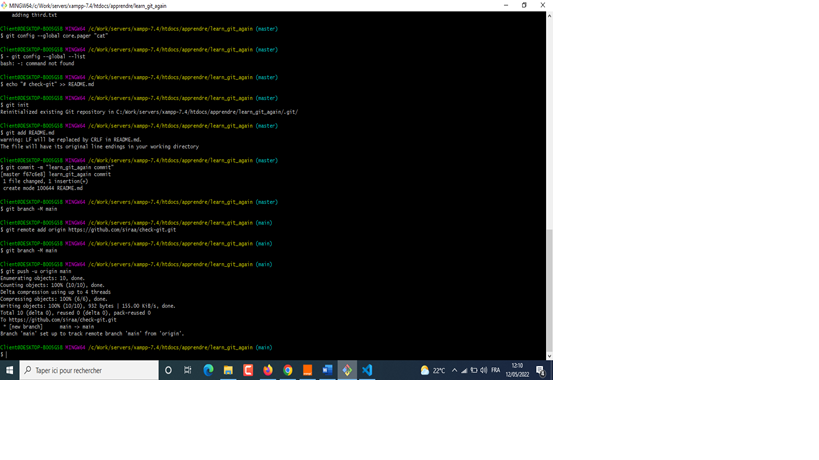 MINGW64:/c/Work/servers/xampp-7.4/htdocs/apprendre/learn_git_again
adding third.txt
Client@DESKTOP-BO0SGSB MINGW64 /c/Work/servers/xampp-7.4/htdocs/apprendre/learn_git_again (master)
$ git config --global core.pager "cat"
Client@DESKTOP-BO0SGSB MINGW64 /c/Work/servers/xampp-7.4/htdocs/apprendre/learn_git_again (master)
$ - git config --global --list
bash: -: command not found
Client@DESKTOP-BO0SGSB MINGW64 /c/Work/servers/xampp-7.4/htdocs/apprendre/learn_git_again (master)
$ echo "# check-git" >> README.md
Client@DESKTOP-BO0SGSB MINGW64 /c/Work/servers/xampp-7.4/htdocs/apprendre/learn_git_again (master)
$ git init
Reinitialized existing Git repository in C:/Work/servers/xampp-7.4/htdocs/apprendre/learn_git_again/.git/
Client@DESKTOP-BO0SGSB MINGW64 /c/Work/servers/xampp-7.4/htdocs/apprendre/learn_git_again (master)
$ git add README.md
warning: LF will be replaced by CRLF in README.md.
The file will have its original line endings in your working directory
Client@DESKTOP-BO0SGSB MINGW64 /c/Work/servers/xampp-7.4/htdocs/apprendre/learn_git_again (master)
$ git commit -m "learn_git_again commit"
[master f67c6e8] learn_git_again commit
1 file changed, 1 insertion(+)
create mode 100644 README.md
Client@DESKTOP-BO0SGSB MINGW64 /c/Work/servers/xampp-7.4/htdocs/apprendre/learn_git_again (master)
$ git branch -M main
Client@DESKTOP-BO0SGSB MINGW64 /c/Work/servers/xampp-7.4/htdocs/apprendre/learn_git_again (main)
$ git remote add origin https://github.com/siraa/check-git.git
Client@DESKTOP-BO0SGSB MINGW64 /c/Work/servers/xampp-7.4/htdocs/apprendre/learn_git_again (main)
$ git branch -M main
Client@DESKTOP-BO0SGSB MINGW64 /c/Work/servers/xampp-7.4/htdocs/apprendre/learn_git_again (main)
$ git push -u origin main
Enumerating objects: 10, done.
Counting objects: 100% (10/10), done.
Delta compression using up to 4 threads
Compressing objects: 100% (6/6), done.
Writing objects: 100% (10/10), 932 bytes | 155.00 KiB/s, done.
Total 10 (delta 0), reused 0 (delta 0), pack-reused 0
To https://github.com/siraa/check-git.git
* [new branch] main -> main
Branch 'main' set up to track remote branch 'main' from 'origin'.
Client@DESKTOP-BO0SGSB MINGW64 /c/Work/servers/xampp-7.4/htdocs/apprendre/learn_git_again (main)
$
Taper ici pour rechercher
22°C
FRA
12:10
12/05/2022